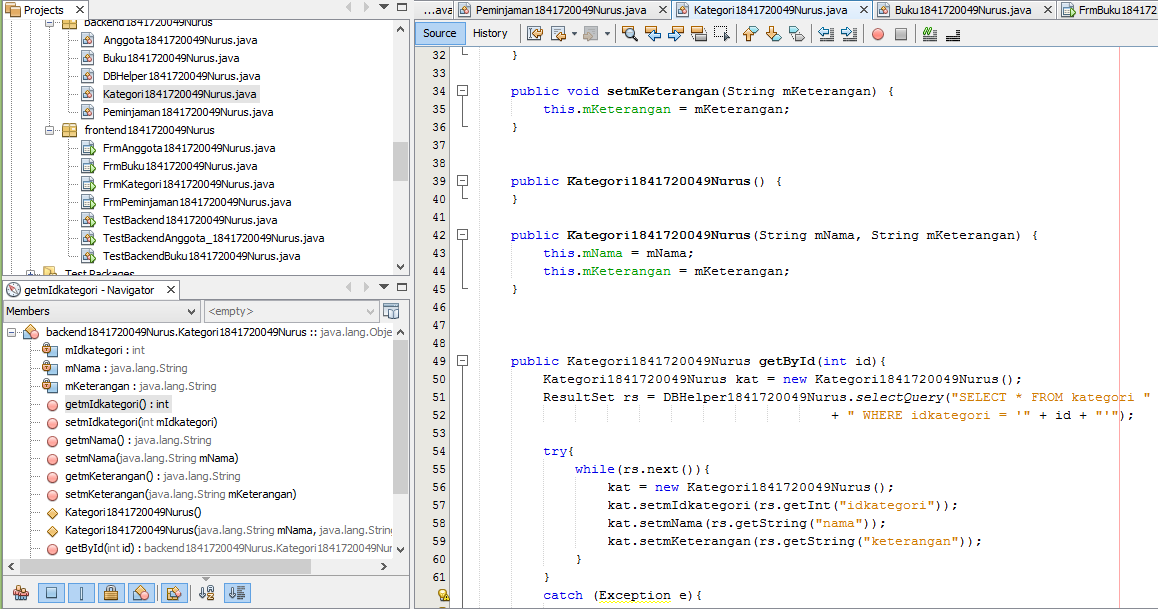 Projects
backend1841720049Nurus
Anggota1841720049Nurus.java
Buku1841720049Nurus.java
DBHelper1841720049Nurus.java
Kategori1841720049Nurus.java
Peminjaman1841720049Nurus.java
frontend1841720049Nurus
FrmAnggota1841720049Nurus.java
FrmBuku1841720049Nurus.java
FrmKategori1841720049Nurus.java
FrmPeminjaman1841720049Nurus.java
TestBackend1841720049Nurus.java
TestBackendAnggota_1841720049Nurus.java
TestBackendBuku1841720049Nurus.java
Test Packages
getmIdkategori - Navigator
Members
<empty>
backend1841720049Nurus.Kategori1841720049Nurus :: java.lang.Obje
mIdkategori : int
mNama : java.lang.String
mKeterangan : java.lang.String
getmIdkategori() : int
setmIdkategori(int mIdkategori)
getmNama() : java.lang.String
setmNama(java.lang.String mNama)
getmKeterangan() : java.lang.String
setmKeterangan(java.lang.String mKeterangan)
Kategori1841720049Nurus()
Kategori1841720049Nurus(java.lang.String mNama, java.lang.String
getById(int id) : backend1841720049Nurus.Kategori1841720049Nur
...ava Peminjaman1841720049Nurus.java Kategori1841720049Nurus.java Buku1841720049Nurus.java FrmBuku184172
Source History
32 }
33
34 public void setmKeterangan(String mKeterangan) {
35 this.mKeterangan = mKeterangan;
36 }
37
38
39 public Kategori1841720049Nurus() {
40 }
41
42 public Kategori1841720049Nurus(String mNama, String mKeterangan) {
43 this.mNama = mNama;
44 this.mKeterangan = mKeterangan;
45 }
46
47
48
49 public Kategori1841720049Nurus getById(int id){
50 Kategori1841720049Nurus kat = new Kategori1841720049Nurus();
51 ResultSet rs = DBHelper1841720049Nurus.selectQuery("SELECT * FROM kategori "
52 + " WHERE idkategori = '" + id + "'");
53
54 try{
55 while(rs.next()){
56 kat = new Kategori1841720049Nurus();
57 kat.setmIdkategori(rs.getInt("idkategori"));
58 kat.setmNama(rs.getString("nama"));
59 kat.setmKeterangan(rs.getString("keterangan"));
60 }
61 }
catch (Exception e){